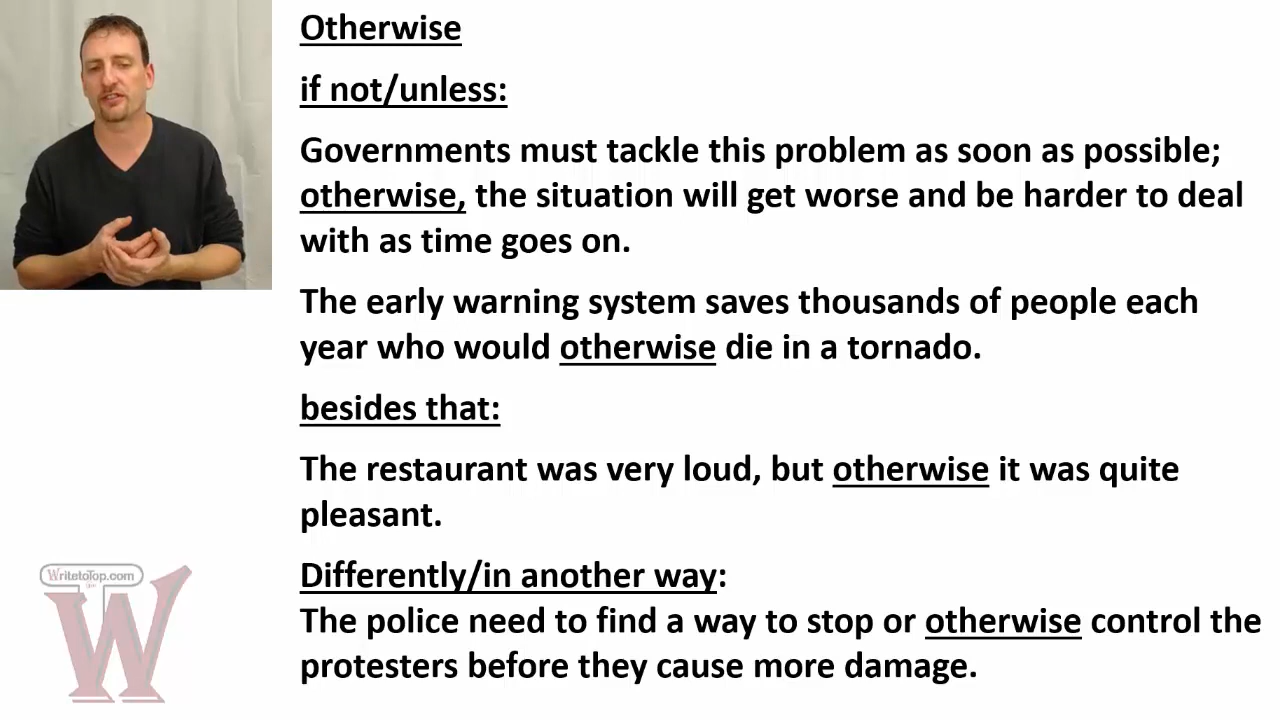 Otherwise
if not/unless:
Governments must tackle this problem as soon as possible;
otherwise, the situation will get worse and be harder to deal
with as time goes on.
The early warning system saves thousands of people each
year who would otherwise die in a tornado.
besides that:
The restaurant was very loud, but otherwise it was quite
pleasant.
Differently/in another way:
The police need to find a way to stop or otherwise control the
protesters before they cause more damage.
WritetoTop.com
W